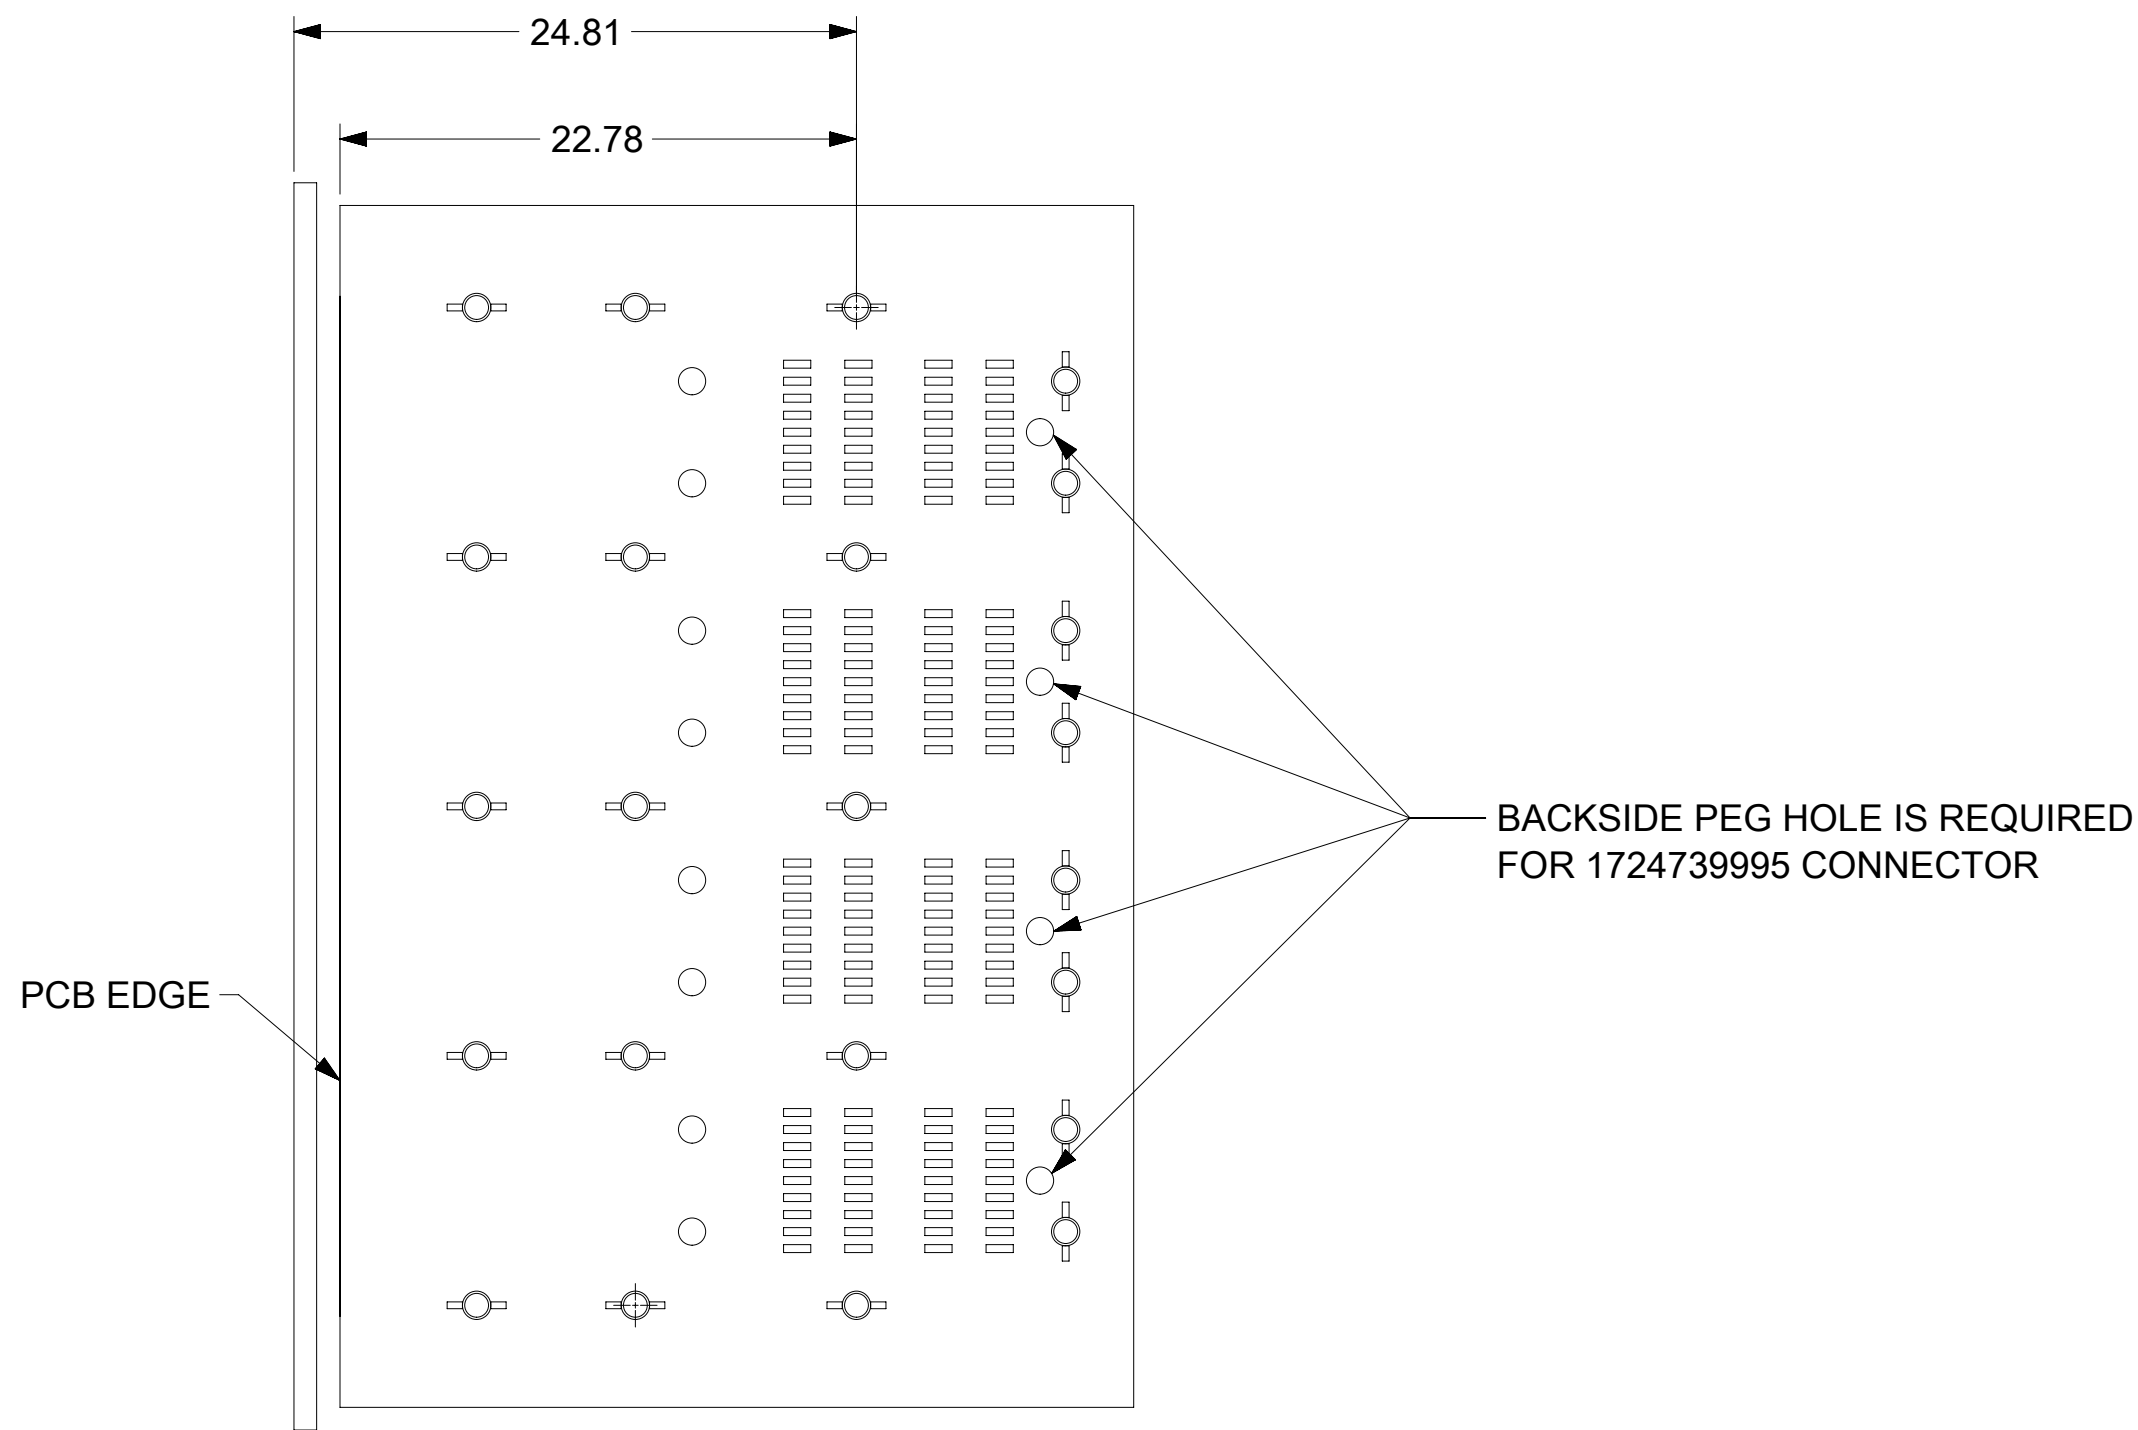 24.81
22.78
BACKSIDE PEG HOLE IS REQUIRED
FOR 1724739995 CONNECTOR
PCB EDGE